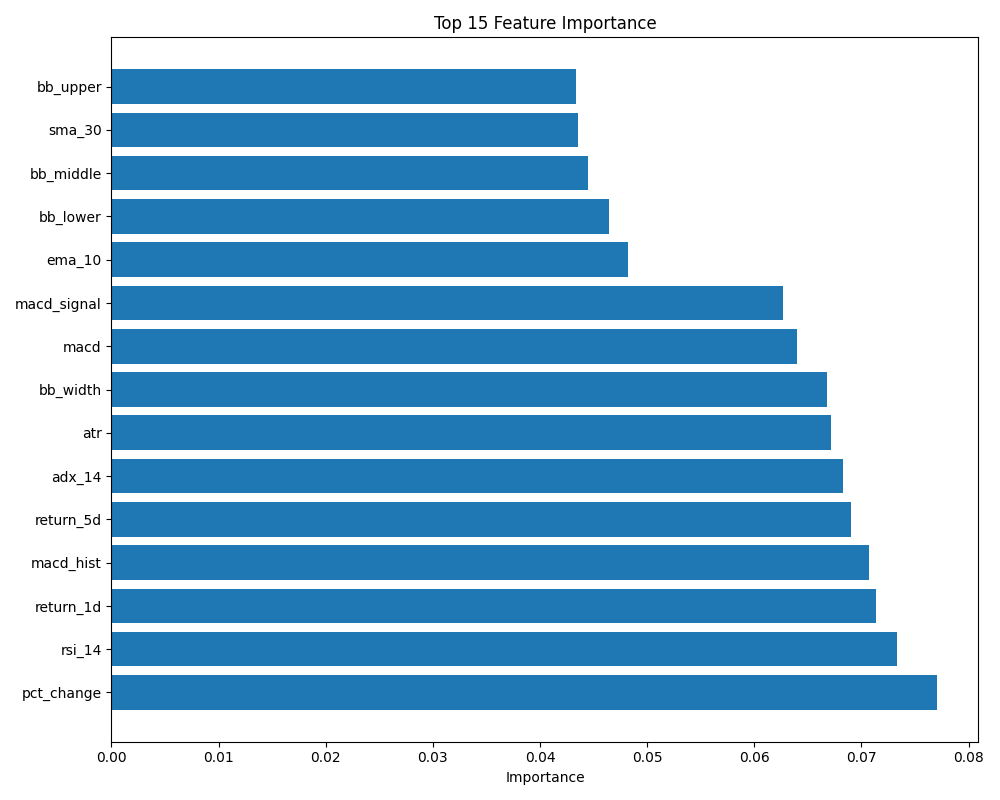 Top 15 Feature Importance
bb_upper
sma_30
bb_middle
bb_lower
ema_10
macd_signal
macd
bb_width
atr
adx_14
return_5d
macd_hist
return_1d
rsi_14
pct_change
0.00 0.01 0.02 0.03 0.04 0.05 0.06 0.07 0.08
Importance